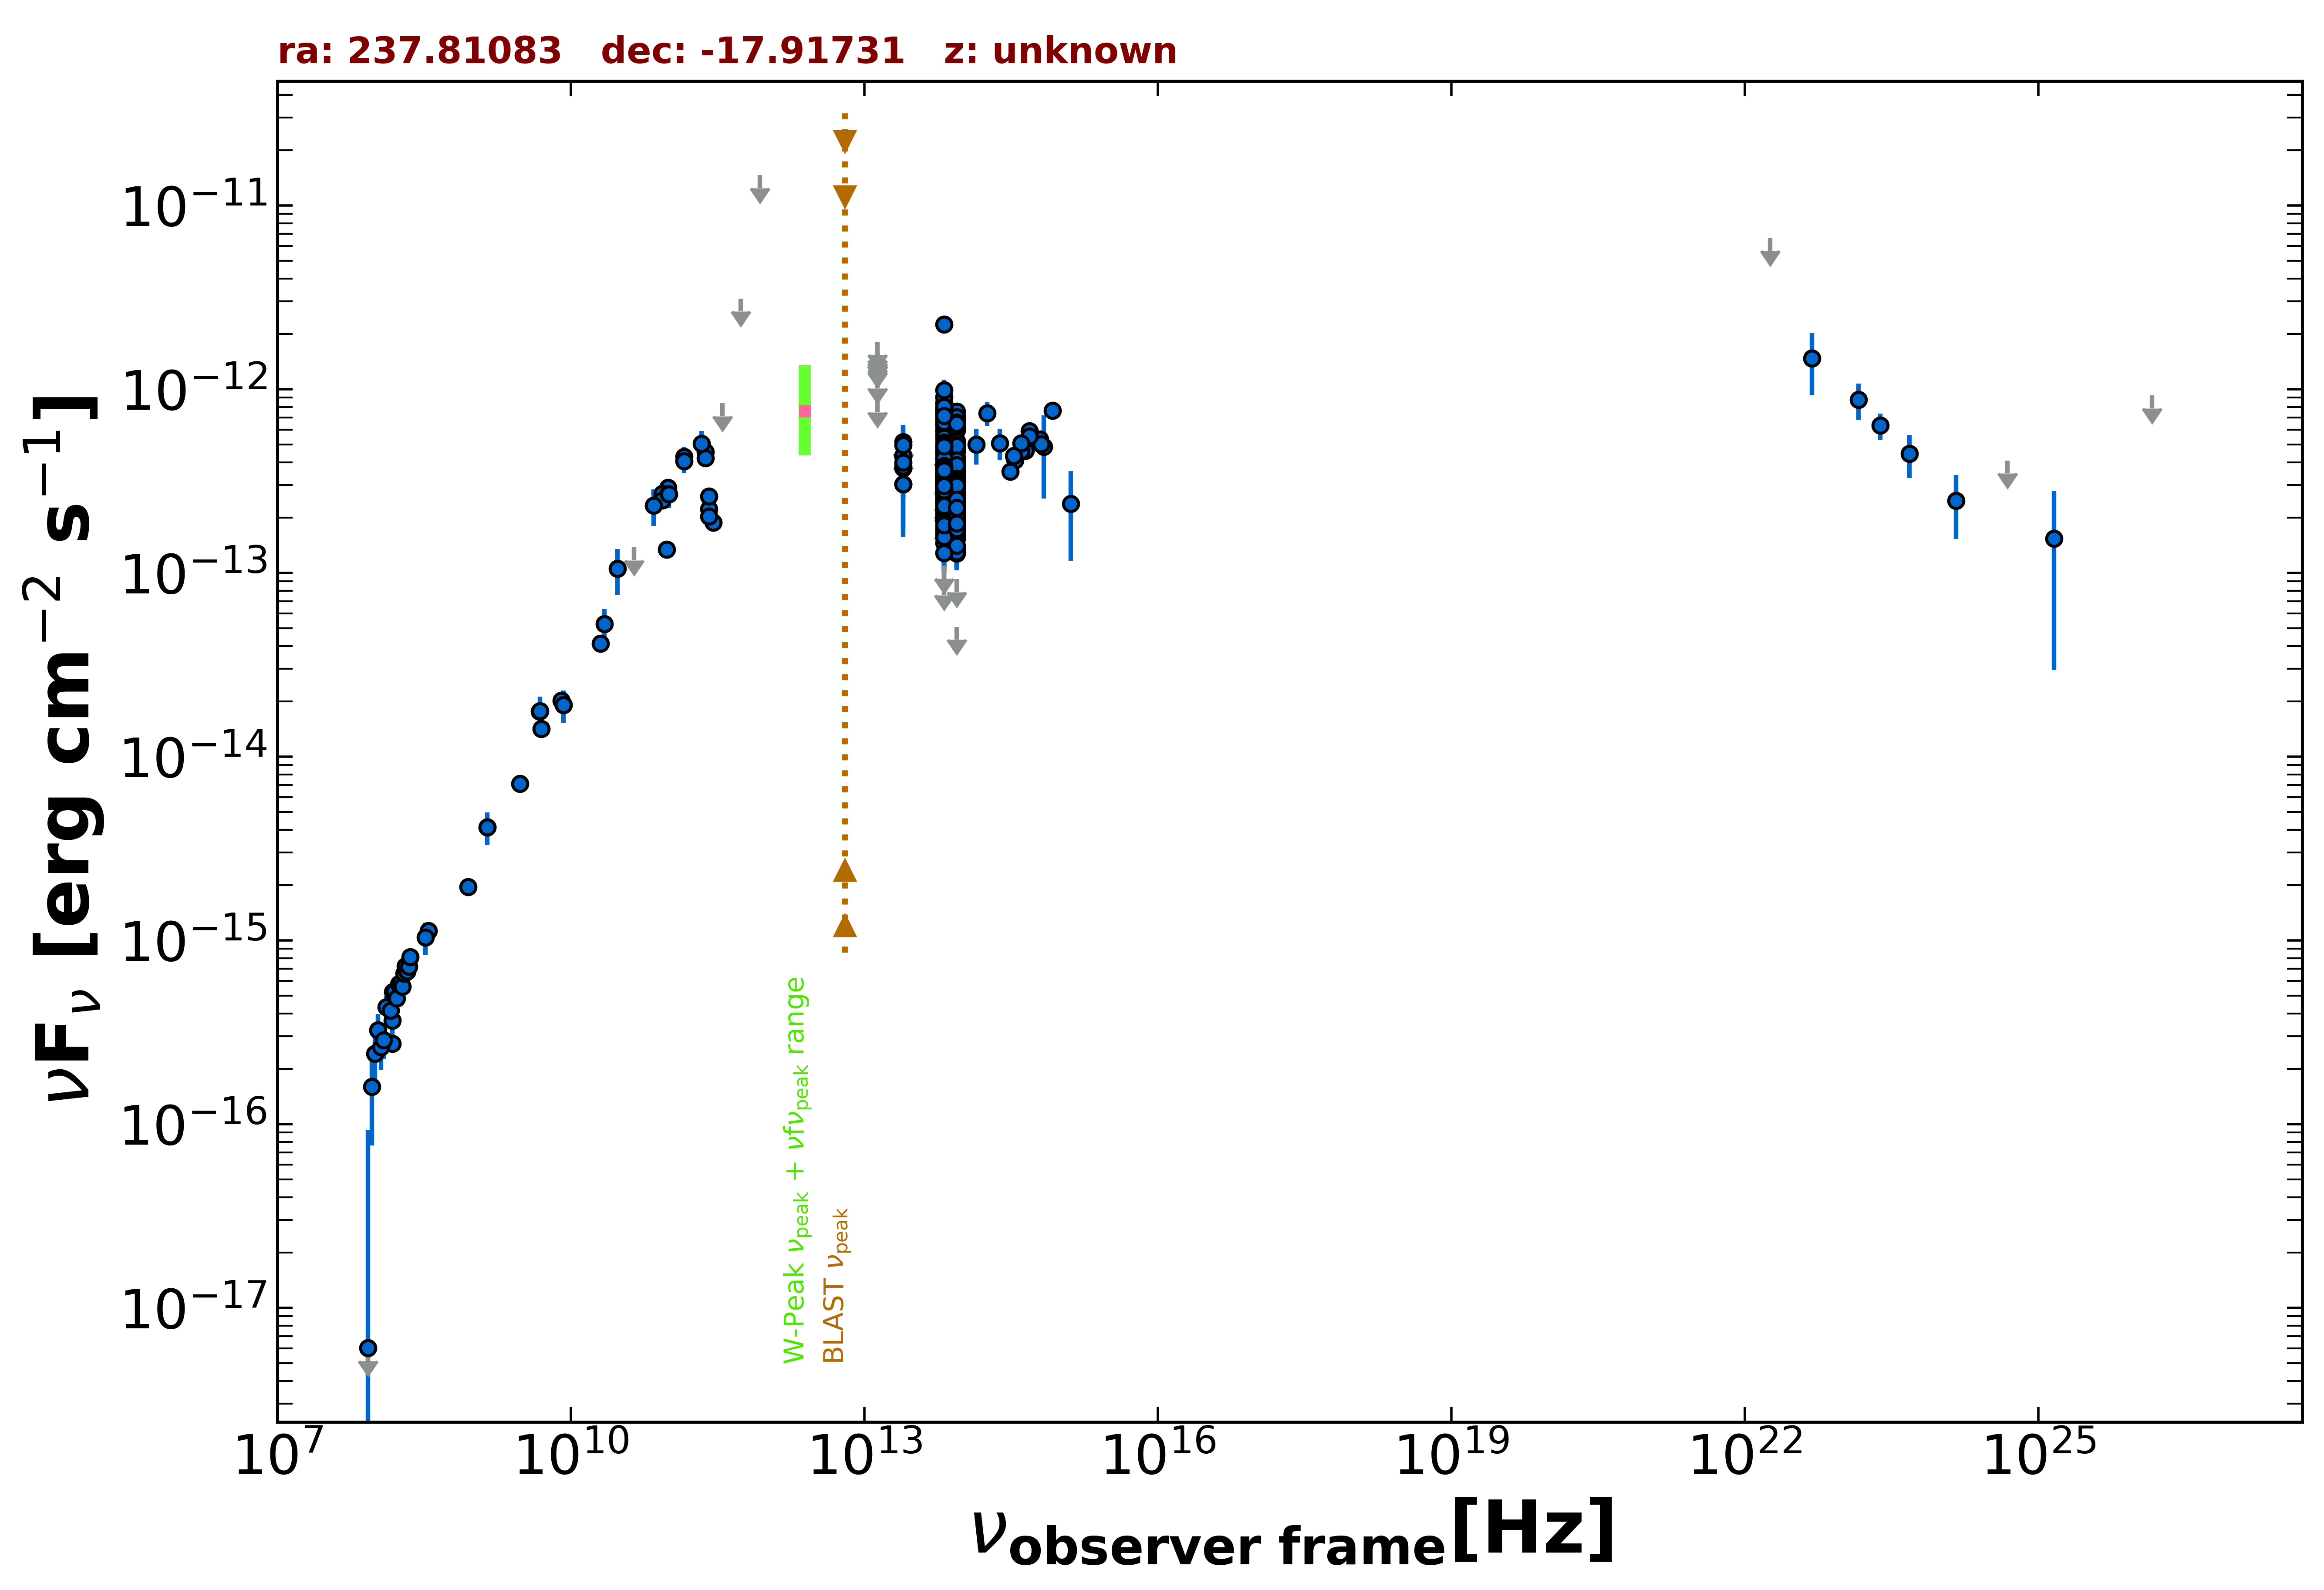 ra: 237.81083   dec: -17.91731   z: unknown
νFν [erg cm−2 s−1]
10−11
10−12
10−13
10−14
10−15
10−16
10−17
W-Peak νpeak + νfνpeak range
BLAST νpeak
107 1010 1013 1016 1019 1022 1025
νobserver frame[Hz]